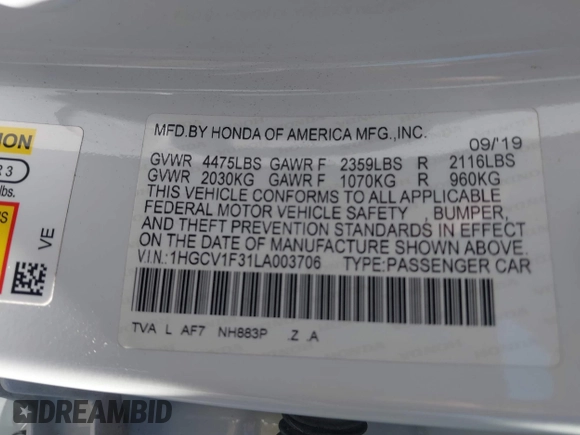 MFD.BY HONDA OF AMERICA MFG.,INC.
09/'19
GVWR 4475LBS GAWR F 2359LBS R 2116LBS
GVWR 2030KG GAWR F 1070KG R 960KG
THIS VEHICLE CONFORMS TO ALL APPLICABLE
FEDERAL MOTOR VEHICLE SAFETY , BUMPER,
AND THEFT PREVENTION STANDARDS IN EFFECT
ON THE DATE OF MANUFACTURE SHOWN ABOVE.
V.I.N.:1HGCV1F31LA003706 TYPE:PASSENGER CAR
TVA L AF7 NH883P .Z .A
R 3
lbs.
VE
DREAMBID